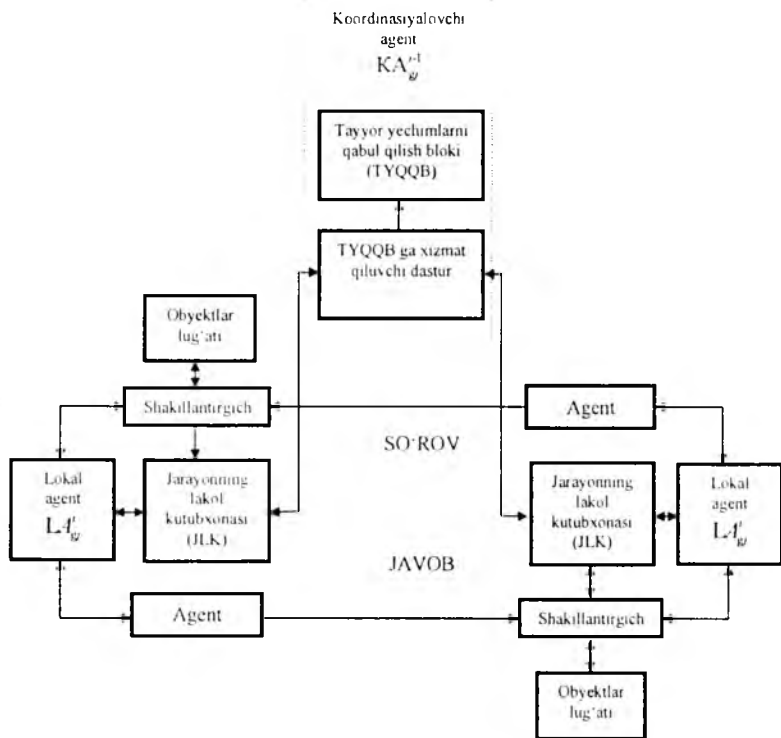 Koordinasiyalovchi
agent
KA
Tayyor yechimlarni
qabul qilish bloki
(TYQQB)
TYQQB ga xizmat
qiluvchi dastur
Obyektlar
lug‘ati
Shakillantirgich
Agent
SO‘ROV
Lokal
agent
LA
Jarayonning
lakol
kutubxonasi
(JLK)
Jarayonning
lakol
kutubxonasi
(JLK)
Lokal
agent
LA
JAVOB
Agent
Shakillantirgich
Obyektlar
lug‘ati